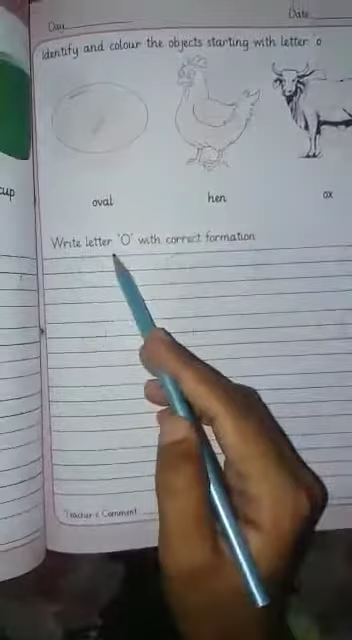 Day
Date
Identify and colour the objects starting with letter o
cup
oval
hen
ox
Write letter 'O' with correct formation
Teacher's Comment